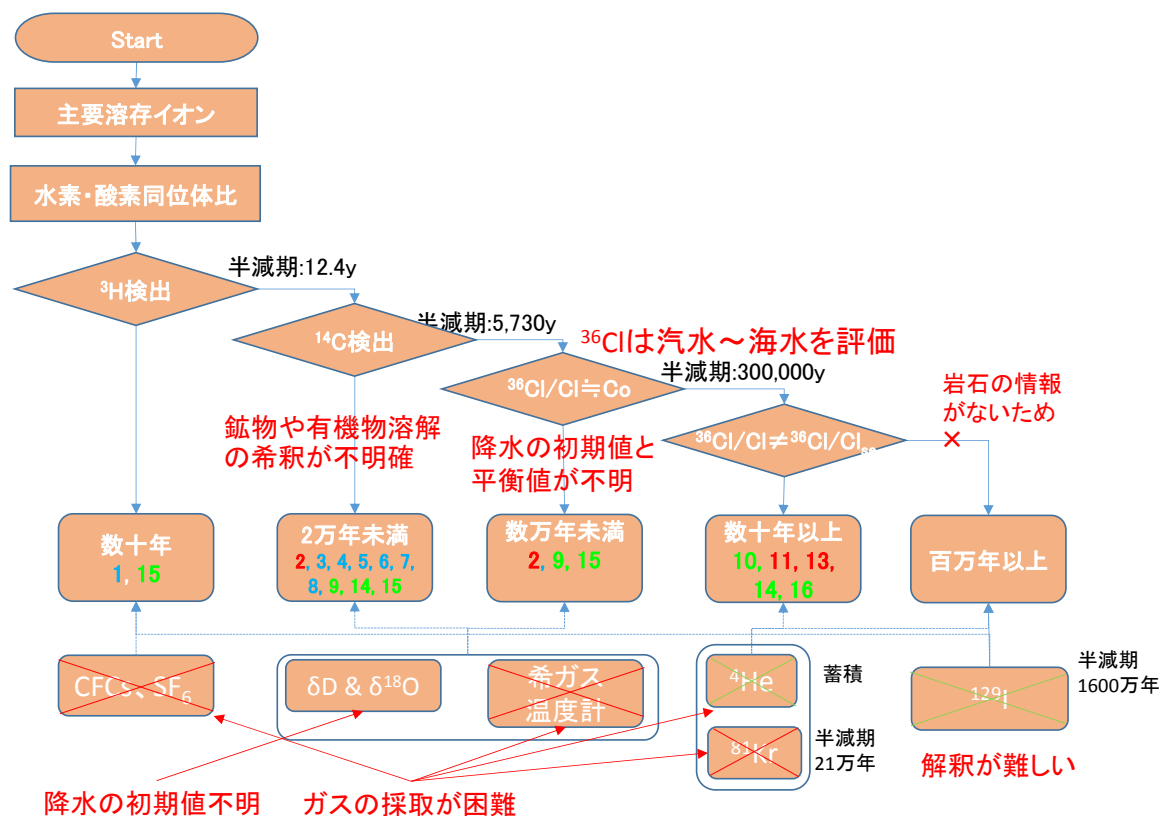 Start
主要溶存イオン
水素・酸素同位体比
³H検出
半減期:12.4y
¹⁴C検出
半減期:5,730y
³⁶Clは汽水～海水を評価
³⁶Cl/Cl≒Co
半減期:300,000y
³⁶Cl/Cl≠³⁶Cl/Cl
岩石の情報
がないため
×
鉱物や有機物溶解
の希釈が不明確
降水の初期値と
平衡値が不明
数十年
1, 15
2万年未満
2, 3, 4, 5, 6, 7,
8, 9, 14, 15
数万年未満
2, 9, 15
数十年以上
10, 11, 13,
14, 16
百万年以上
CFCs、SF₆
δD & δ¹⁸O
希ガス
温度計
⁴He
蓄積
⁸¹Kr
半減期
21万年
¹²⁹I
半減期
1600万年
解釈が難しい
降水の初期値不明
ガスの採取が困難